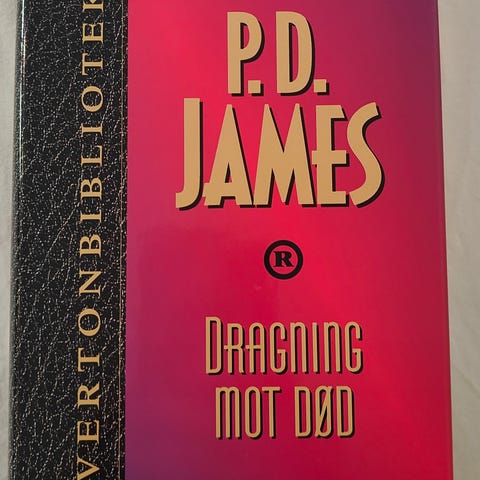 VERTONBIBLIOTEK
P. D.
JAMES
R
DRAGNING
MOT DØD